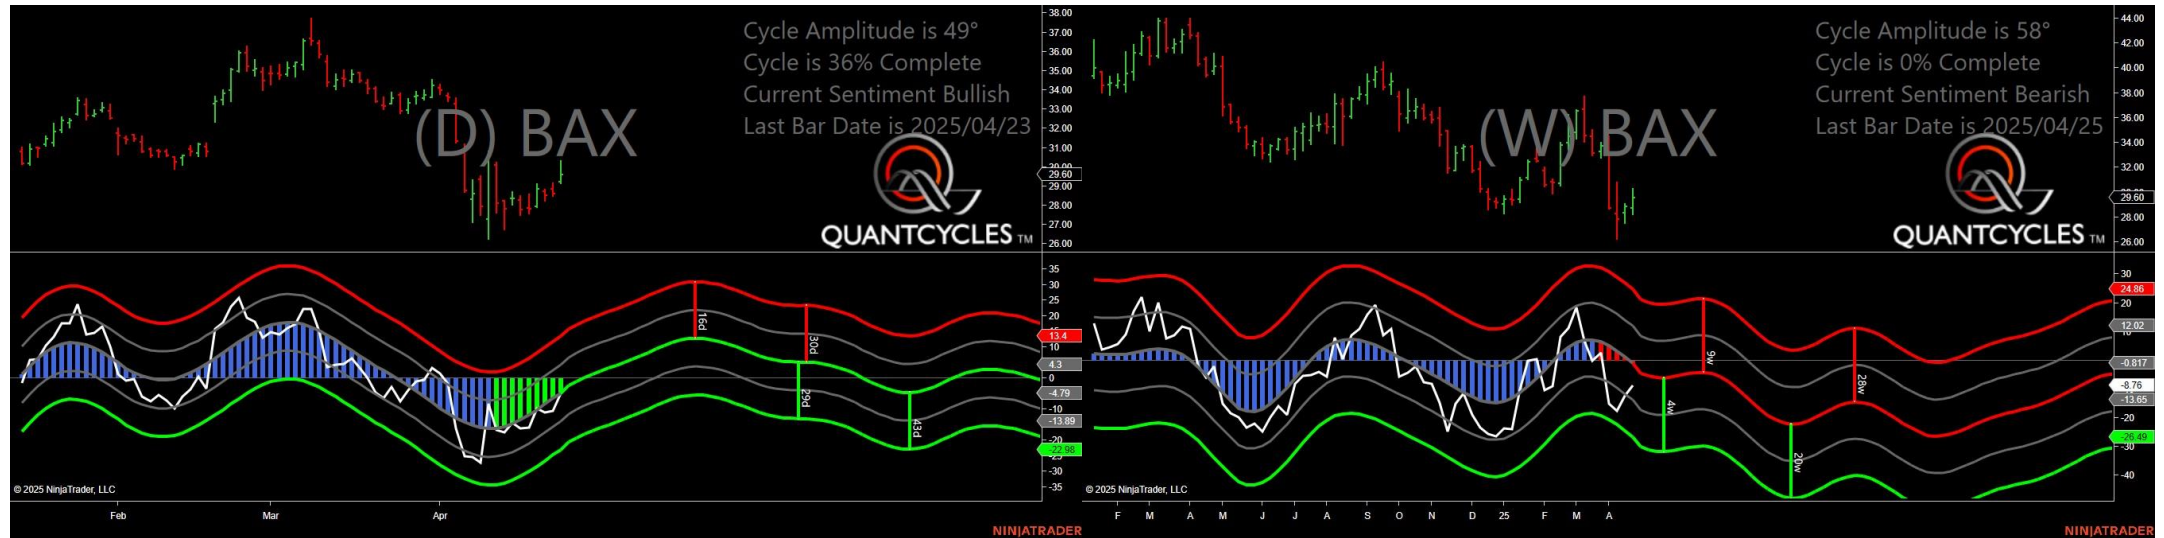 Cycle Amplitude is 49°
Cycle is 36% Complete
Current Sentiment Bullish
Last Bar Date is 2025/04/23
(D) BAX
QUANTCYCLES TM
38.00
37.00
36.00
35.00
34.00
33.00
32.00
31.00
30.00
29.60
29.00
28.00
27.00
26.00
16d
30d
29d
43d
35
30
25
20
13.4
10
4.3
0
-4.79
-10
-13.89
-20
-22.98
-30
-35
© 2025 NinjaTrader, LLC
Feb Mar Apr
NINJATRADER
Cycle Amplitude is 58°
Cycle is 0% Complete
Current Sentiment Bearish
Last Bar Date is 2025/04/25
(W) BAX
QUANTCYCLES TM
44.00
42.00
40.00
38.00
36.00
34.00
32.00
29.60
28.00
26.00
9w
28w
4w
20w
30
24.86
20
12.02
-0.817
-8.76
-13.65
-20
-26.49
-30
-40
© 2025 NinjaTrader, LLC
F M A M J J A S O N D 25 F M A
NINJATRADER